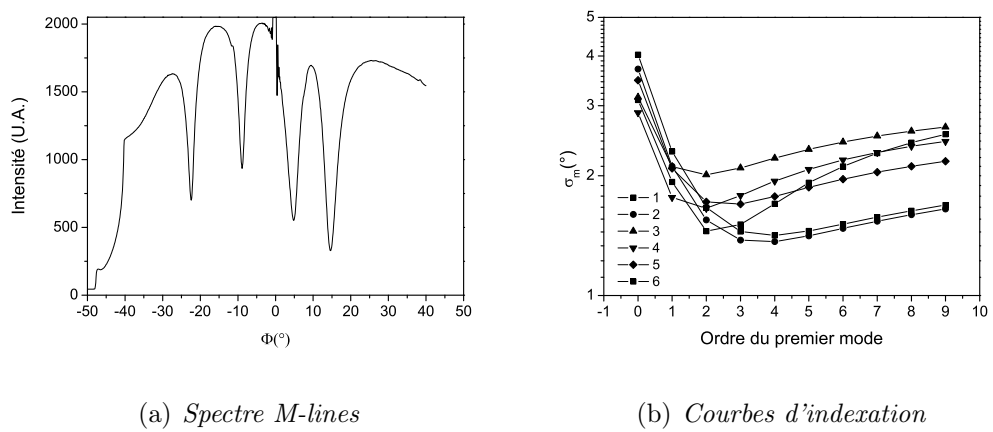 2000
1500
1000
500
0
Intensité (U.A.)
-50 -40 -30 -20 -10 0 10 20 30 40 50
Φ(°)
(a) Spectre M-lines
5
4
3
2
1
σm(°)
1
2
3
4
5
6
-1 0 1 2 3 4 5 6 7 8 9 10
Ordre du premier mode
(b) Courbes d'indexation